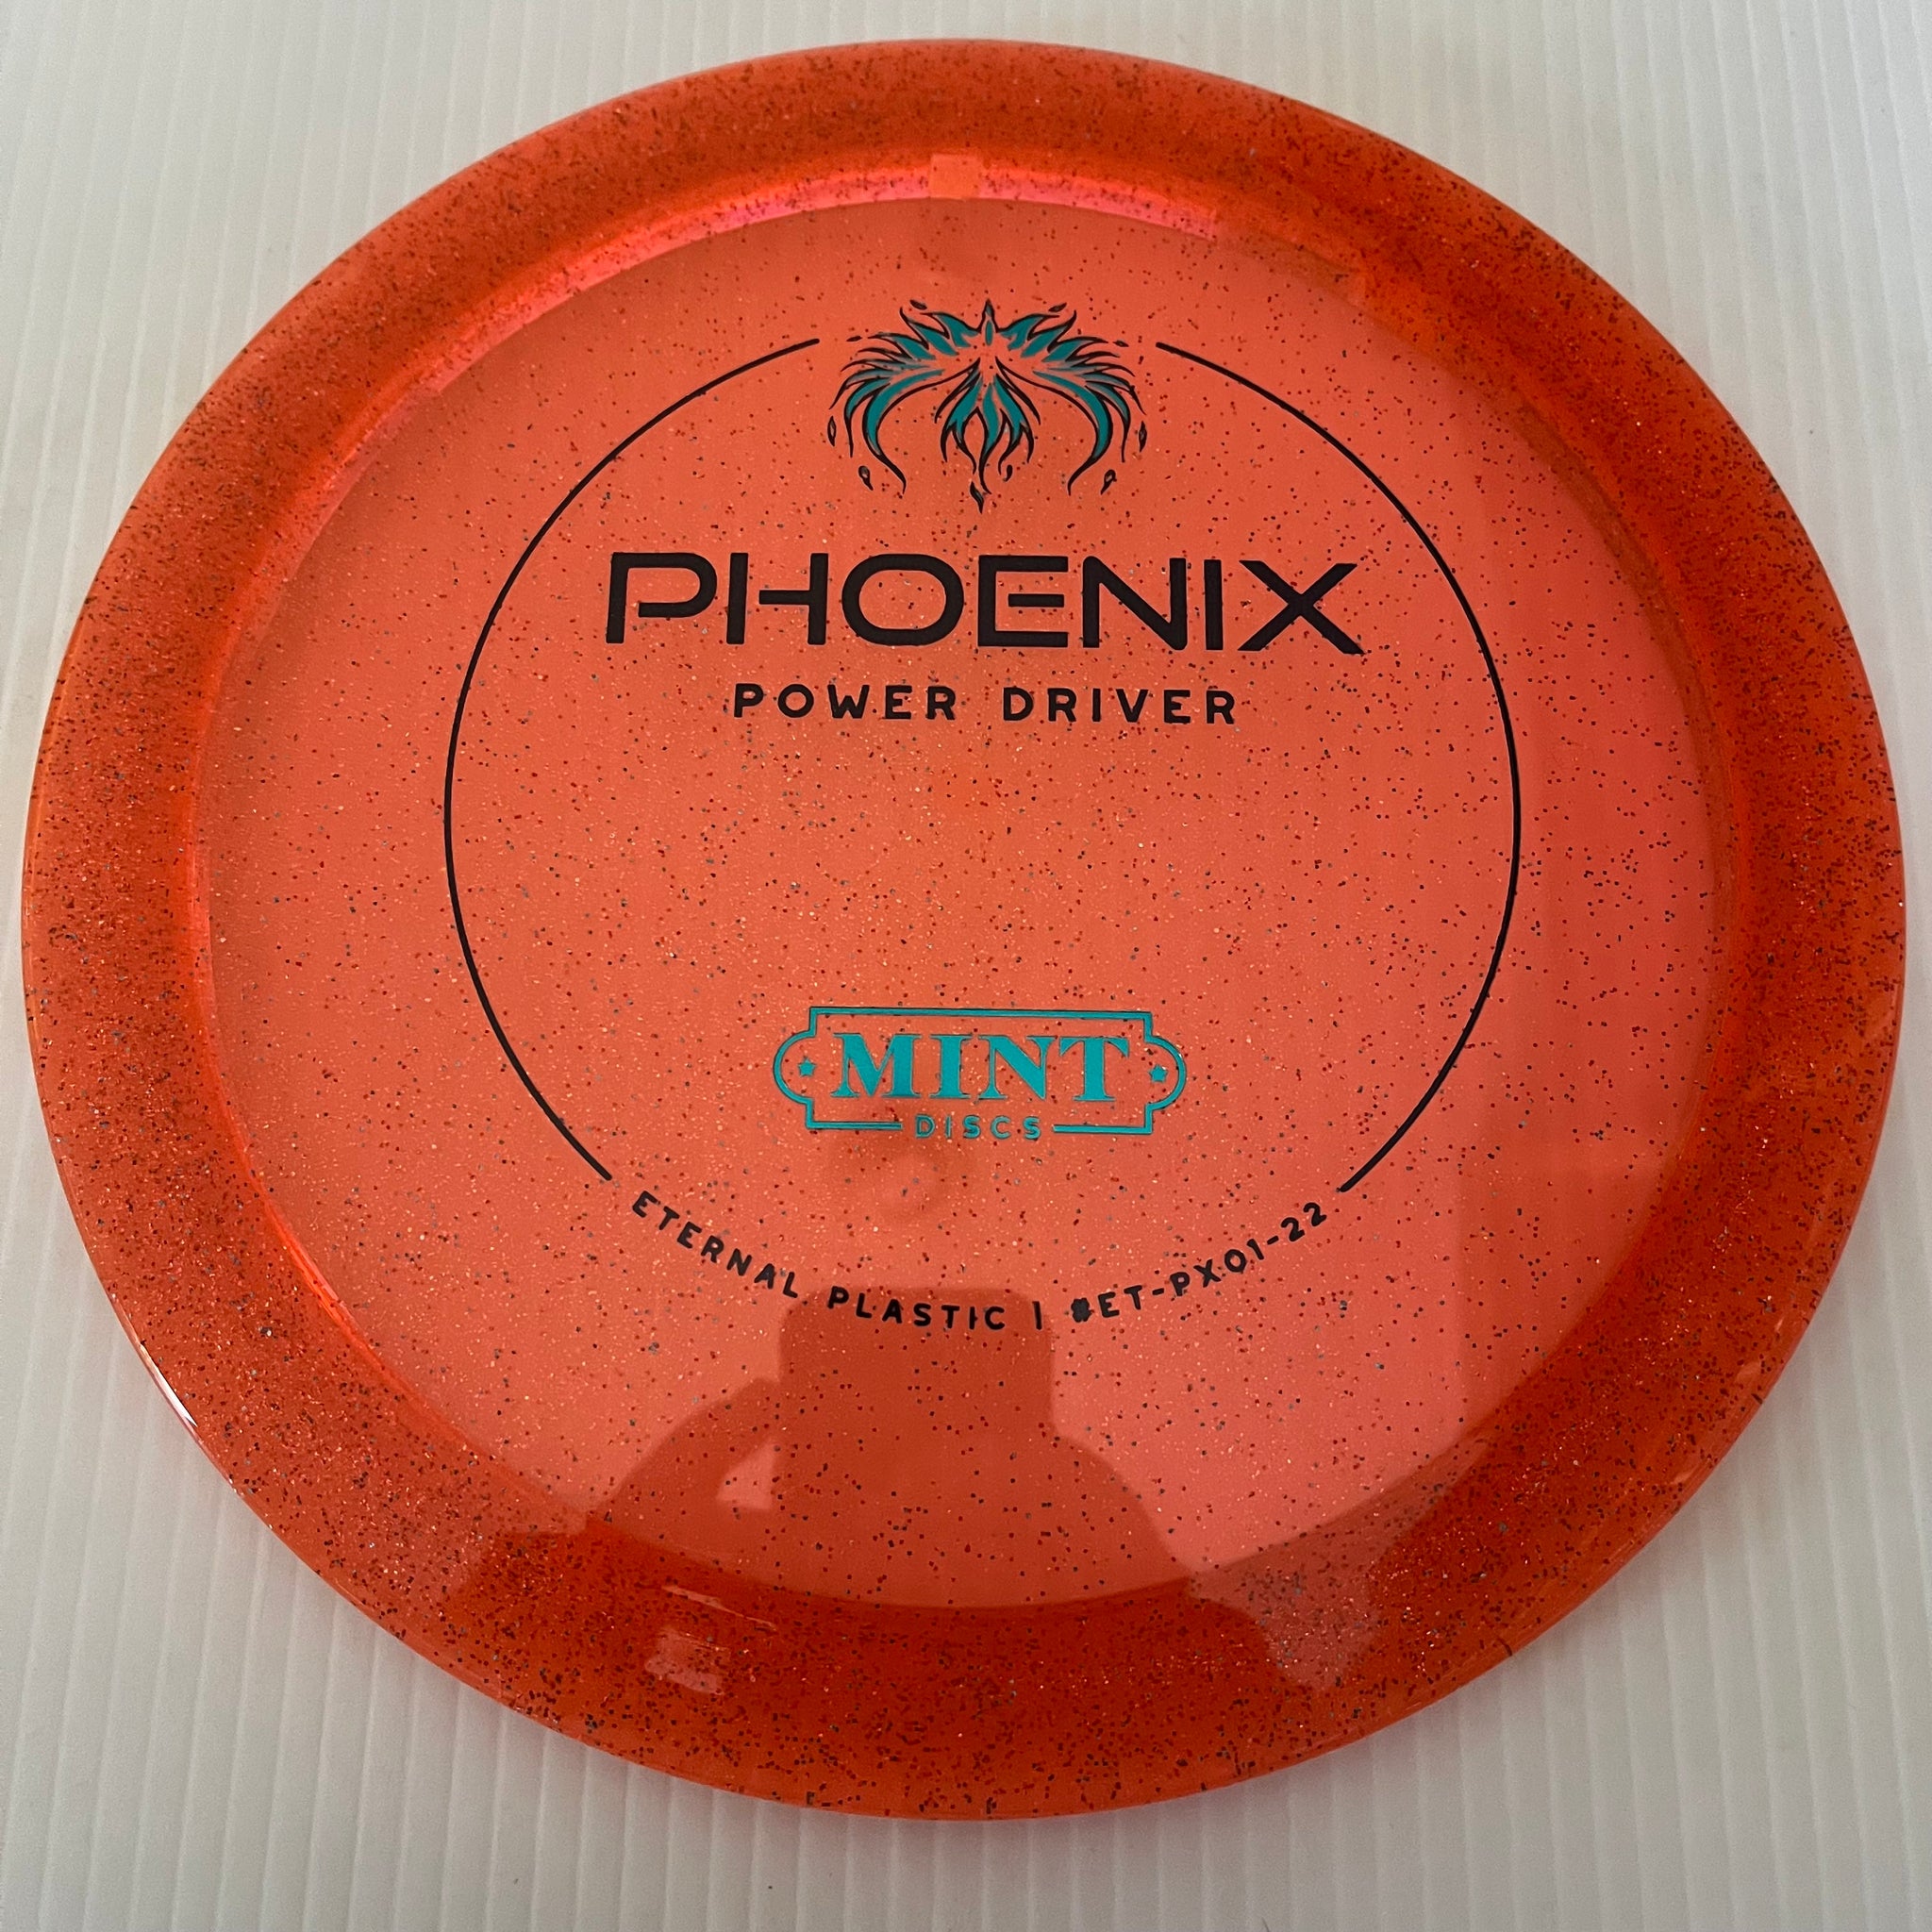 PHOENIX
POWER DRIVER
MINT
DISCS
ETERNAL PLASTIC | #ET-PX01-22